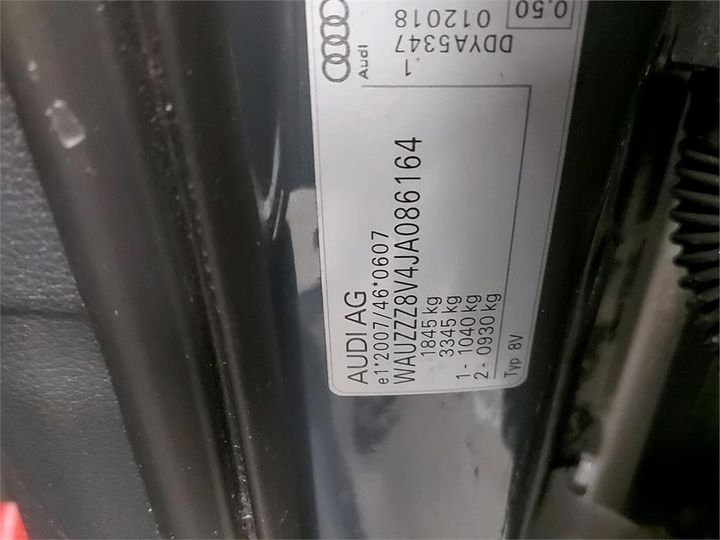 AUDI AG
e1*2007/46*0607
WAUZZZ8V4JA086164
1845 kg
3345 kg
1- 1040 kg
2- 0930 kg
Typ 8V
Audi
1
DDYA5347
012018
0,50